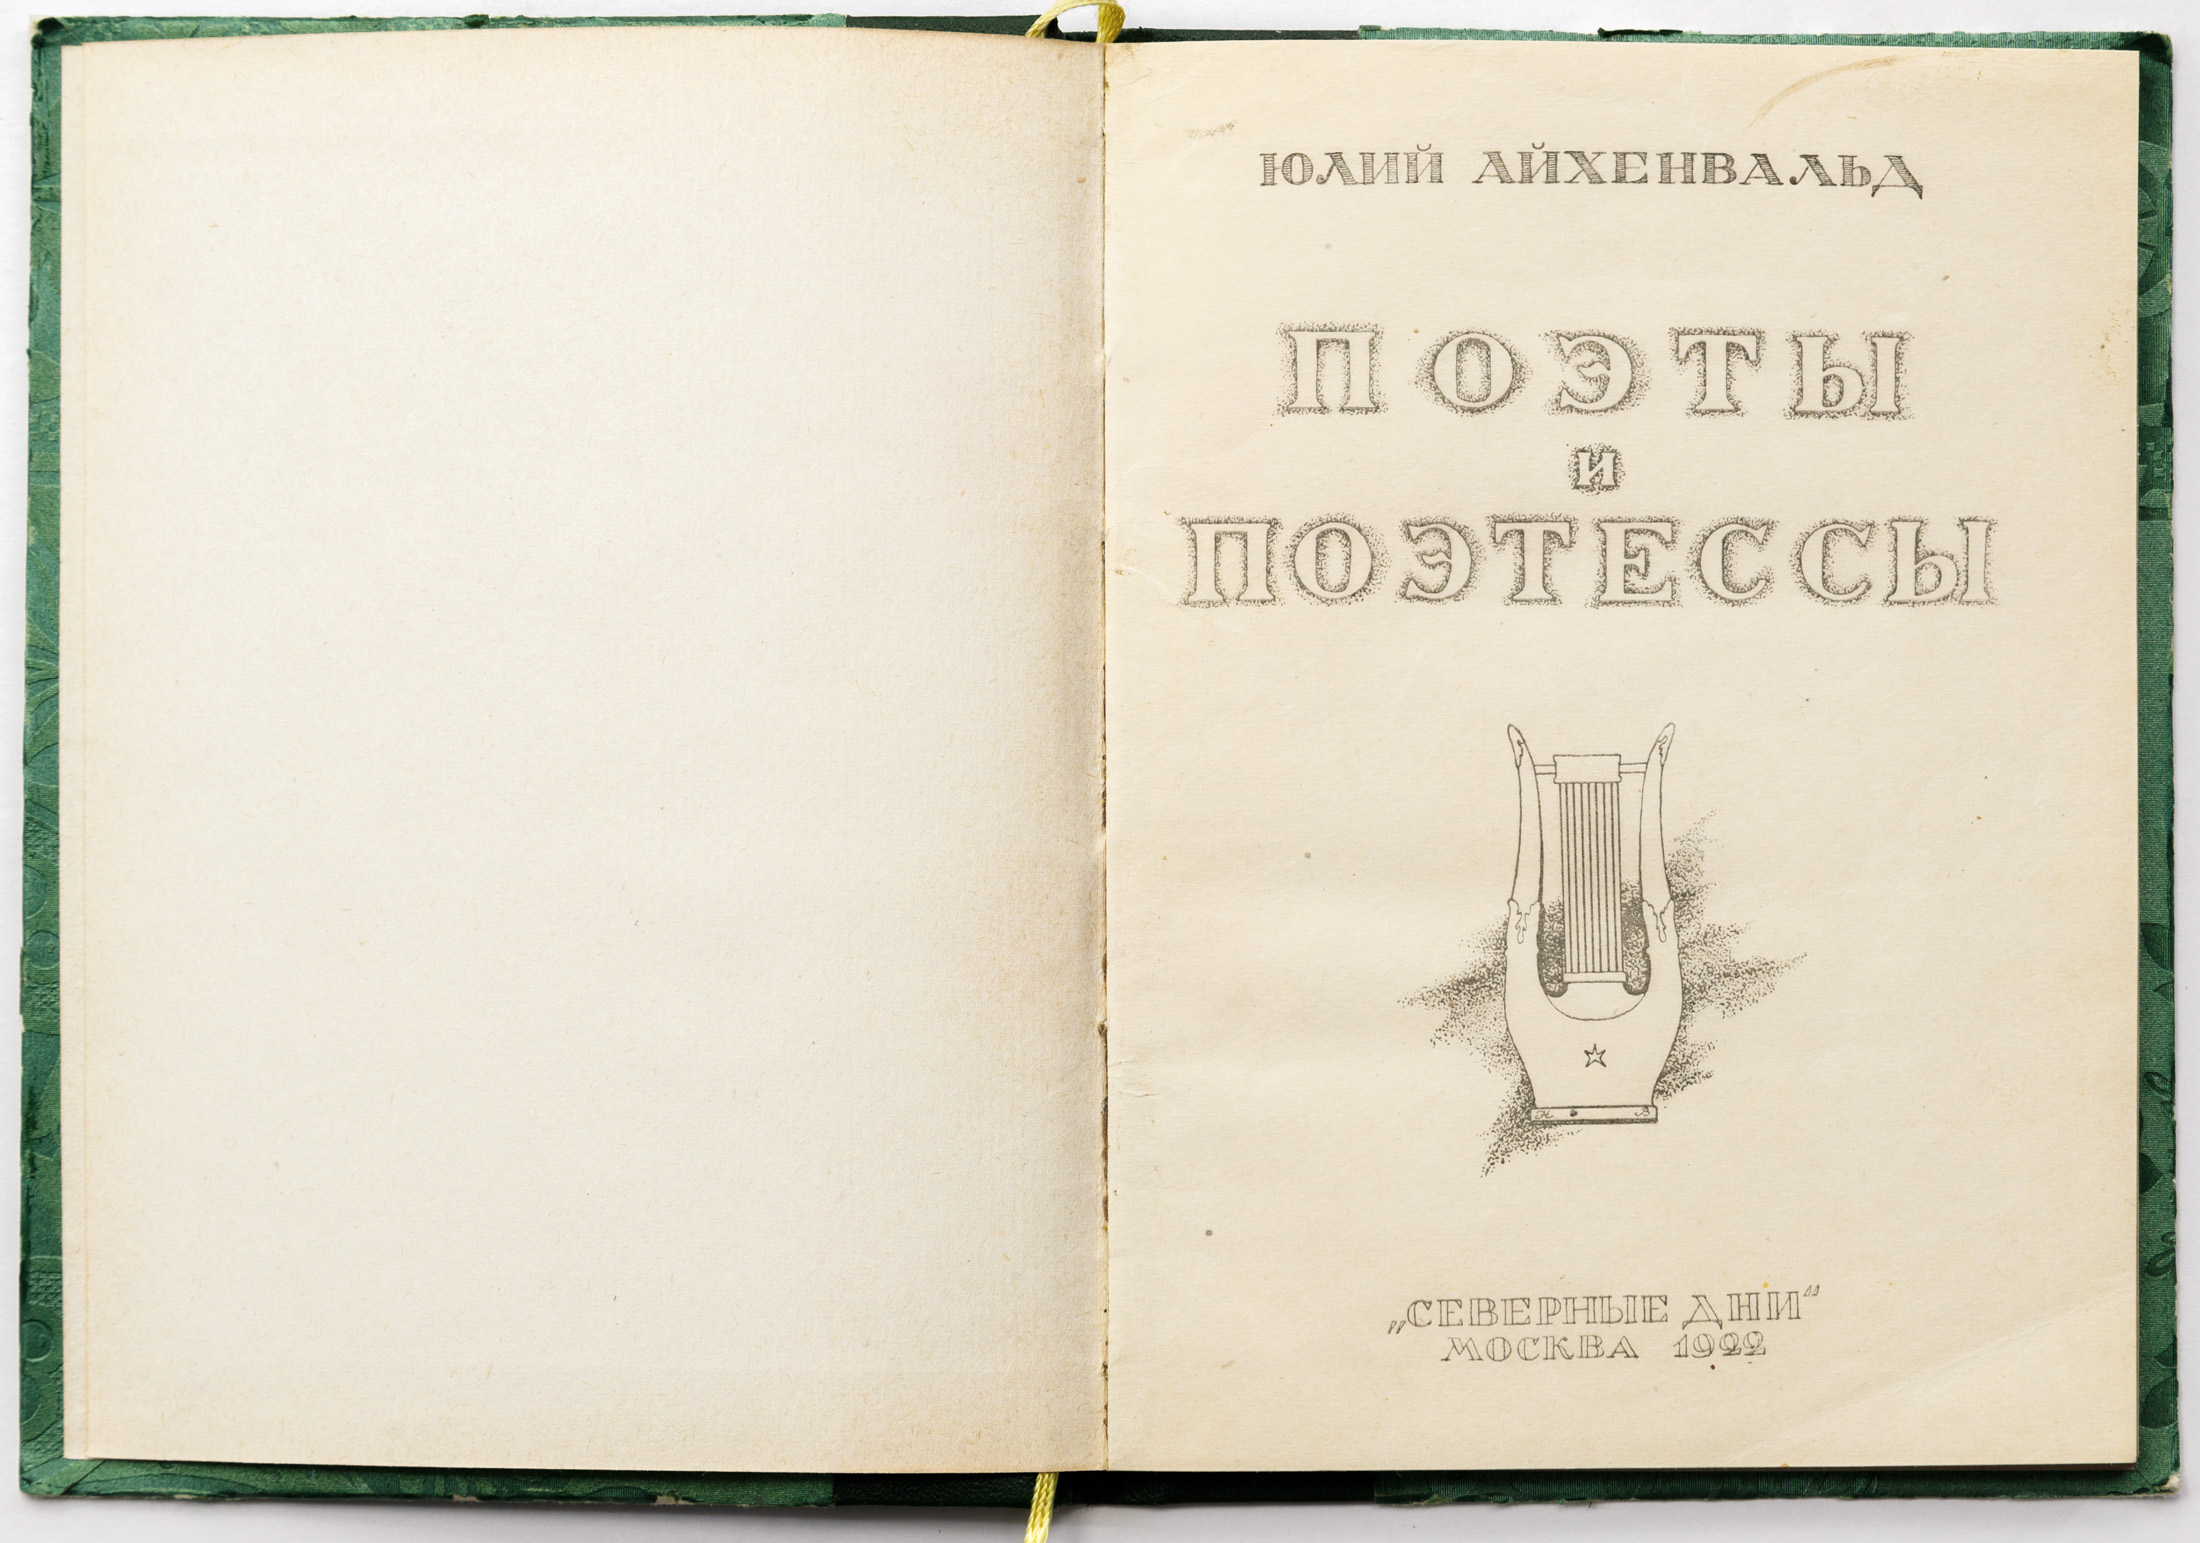 ЮЛИЙ АЙХЕНВАЛЬД
ПОЭТЫ
И
ПОЭТЕССЫ
Н. В
„СЕВЕРНЫЕ ДНИ“
МОСКВА 1922